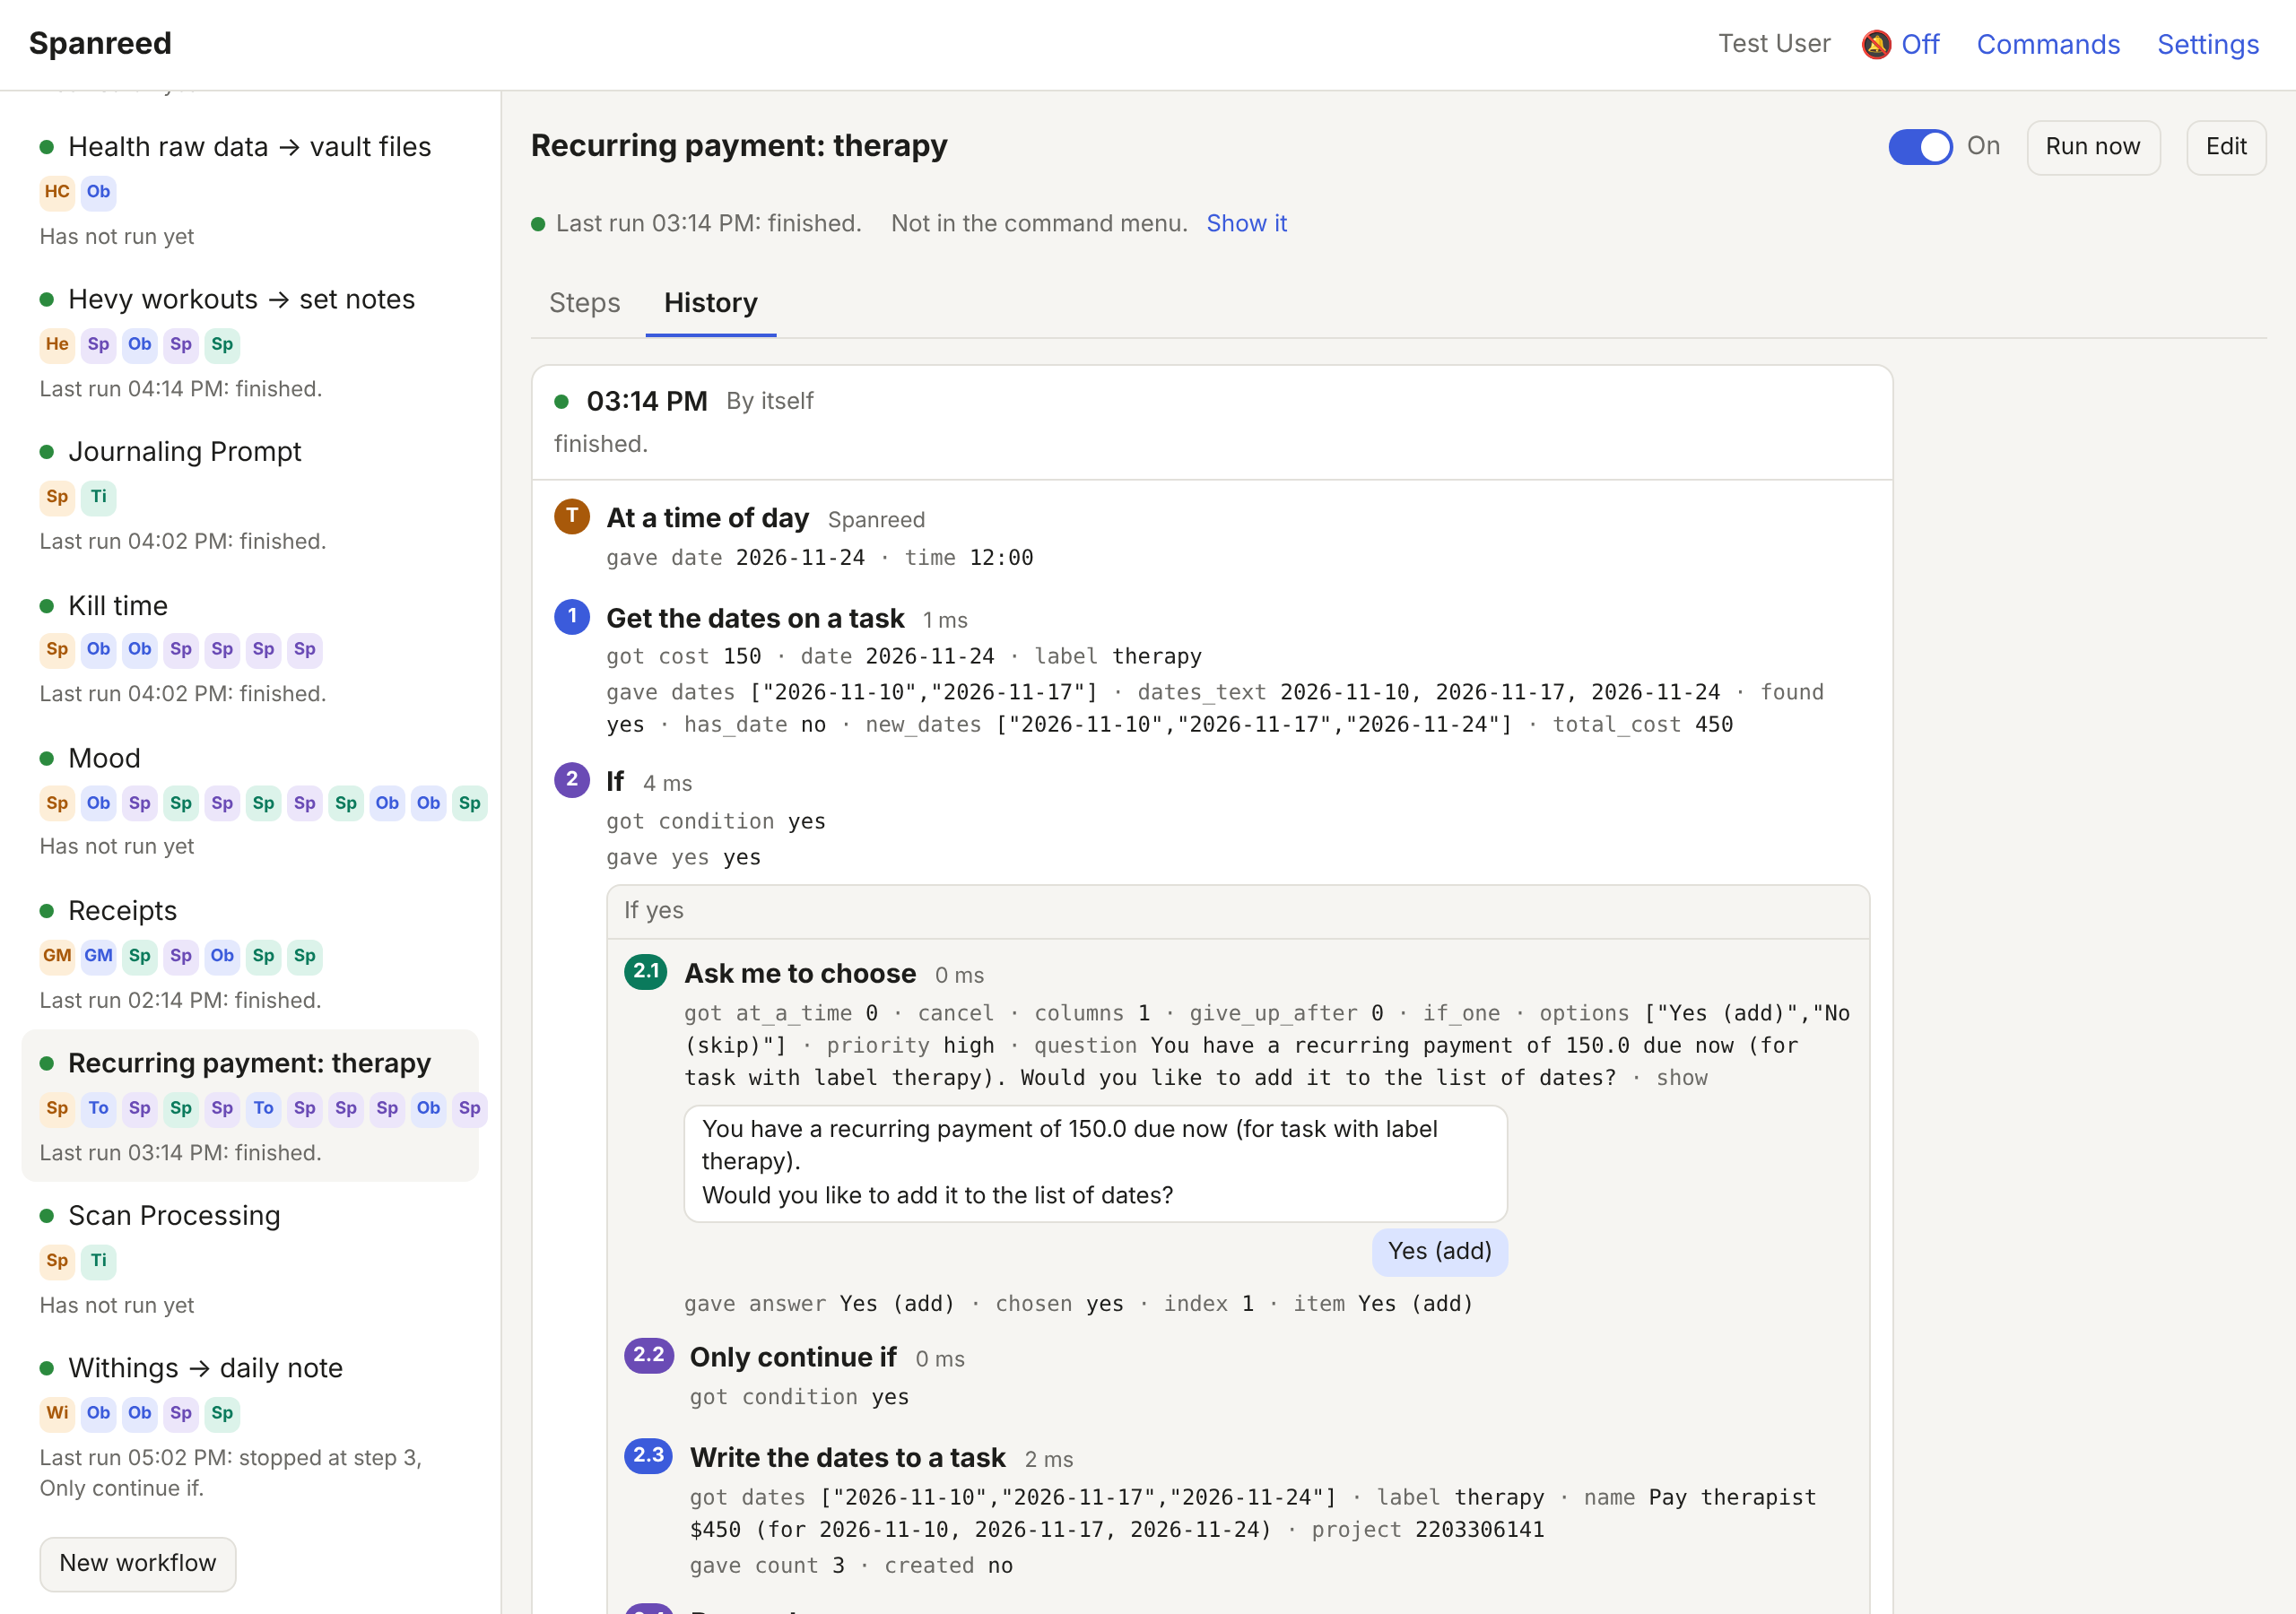 Spanreed
Test User
Off
Commands
Settings
Health raw data → vault files
HC Ob
Has not run yet
Hevy workouts → set notes
He Sp Ob Sp Sp
Last run 04:14 PM: finished.
Journaling Prompt
Sp Ti
Last run 04:02 PM: finished.
Kill time
Sp Ob Ob Sp Sp Sp Sp
Last run 04:02 PM: finished.
Mood
Sp Ob Sp Sp Sp Sp Sp Sp Ob Ob Sp
Has not run yet
Receipts
GM GM Sp Sp Ob Sp Sp
Last run 02:14 PM: finished.
Recurring payment: therapy
Sp To Sp Sp Sp To Sp Sp Sp Ob Sp
Last run 03:14 PM: finished.
Scan Processing
Sp Ti
Has not run yet
Withings → daily note
Wi Ob Ob Sp Sp
Last run 05:02 PM: stopped at step 3,
Only continue if.
New workflow
Recurring payment: therapy
On
Run now
Edit
Last run 03:14 PM: finished. Not in the command menu. Show it
Steps History
03:14 PM By itself
finished.
T At a time of day Spanreed
gave date 2026-11-24 · time 12:00
1 Get the dates on a task 1 ms
got cost 150 · date 2026-11-24 · label therapy
gave dates ["2026-11-10","2026-11-17"] · dates_text 2026-11-10, 2026-11-17, 2026-11-24 · found
yes · has_date no · new_dates ["2026-11-10","2026-11-17","2026-11-24"] · total_cost 450
2 If 4 ms
got condition yes
gave yes yes
If yes
2.1 Ask me to choose 0 ms
got at_a_time 0 · cancel · columns 1 · give_up_after 0 · if_one · options ["Yes (add)","No
(skip)"] · priority high · question You have a recurring payment of 150.0 due now (for
task with label therapy). Would you like to add it to the list of dates? · show
You have a recurring payment of 150.0 due now (for task with label
therapy).
Would you like to add it to the list of dates?
Yes (add)
gave answer Yes (add) · chosen yes · index 1 · item Yes (add)
2.2 Only continue if 0 ms
got condition yes
2.3 Write the dates to a task 2 ms
got dates ["2026-11-10","2026-11-17","2026-11-24"] · label therapy · name Pay therapist
$450 (for 2026-11-10, 2026-11-17, 2026-11-24) · project 2203306141
gave count 3 · created no